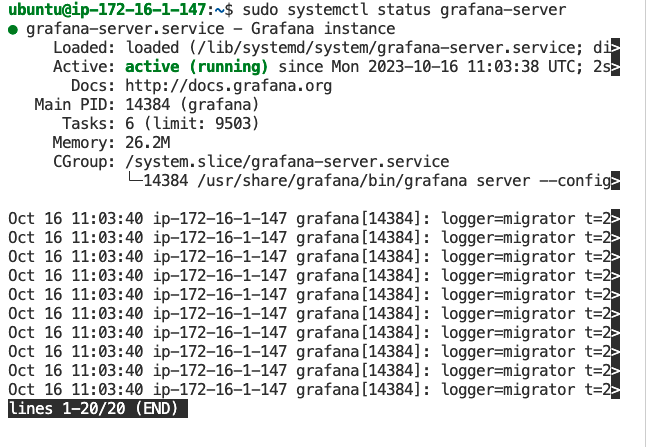 ubuntu@ip-172-16-1-147:~$ sudo systemctl status grafana-server
● grafana-server.service - Grafana instance
     Loaded: loaded (/lib/systemd/system/grafana-server.service; di>
     Active: active (running) since Mon 2023-10-16 11:03:38 UTC; 2s>
       Docs: http://docs.grafana.org
   Main PID: 14384 (grafana)
      Tasks: 6 (limit: 9503)
     Memory: 26.2M
     CGroup: /system.slice/grafana-server.service
             └─14384 /usr/share/grafana/bin/grafana server --config>
Oct 16 11:03:40 ip-172-16-1-147 grafana[14384]: logger=migrator t=2>
Oct 16 11:03:40 ip-172-16-1-147 grafana[14384]: logger=migrator t=2>
Oct 16 11:03:40 ip-172-16-1-147 grafana[14384]: logger=migrator t=2>
Oct 16 11:03:40 ip-172-16-1-147 grafana[14384]: logger=migrator t=2>
Oct 16 11:03:40 ip-172-16-1-147 grafana[14384]: logger=migrator t=2>
Oct 16 11:03:40 ip-172-16-1-147 grafana[14384]: logger=migrator t=2>
Oct 16 11:03:40 ip-172-16-1-147 grafana[14384]: logger=migrator t=2>
Oct 16 11:03:40 ip-172-16-1-147 grafana[14384]: logger=migrator t=2>
Oct 16 11:03:40 ip-172-16-1-147 grafana[14384]: logger=migrator t=2>
Oct 16 11:03:40 ip-172-16-1-147 grafana[14384]: logger=migrator t=2>
lines 1-20/20 (END)